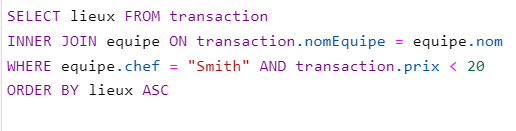 SELECT lieux FROM transaction
INNER JOIN equipe ON transaction.nomEquipe = equipe.nom
WHERE equipe.chef = "Smith" AND transaction.prix < 20
ORDER BY lieux ASC